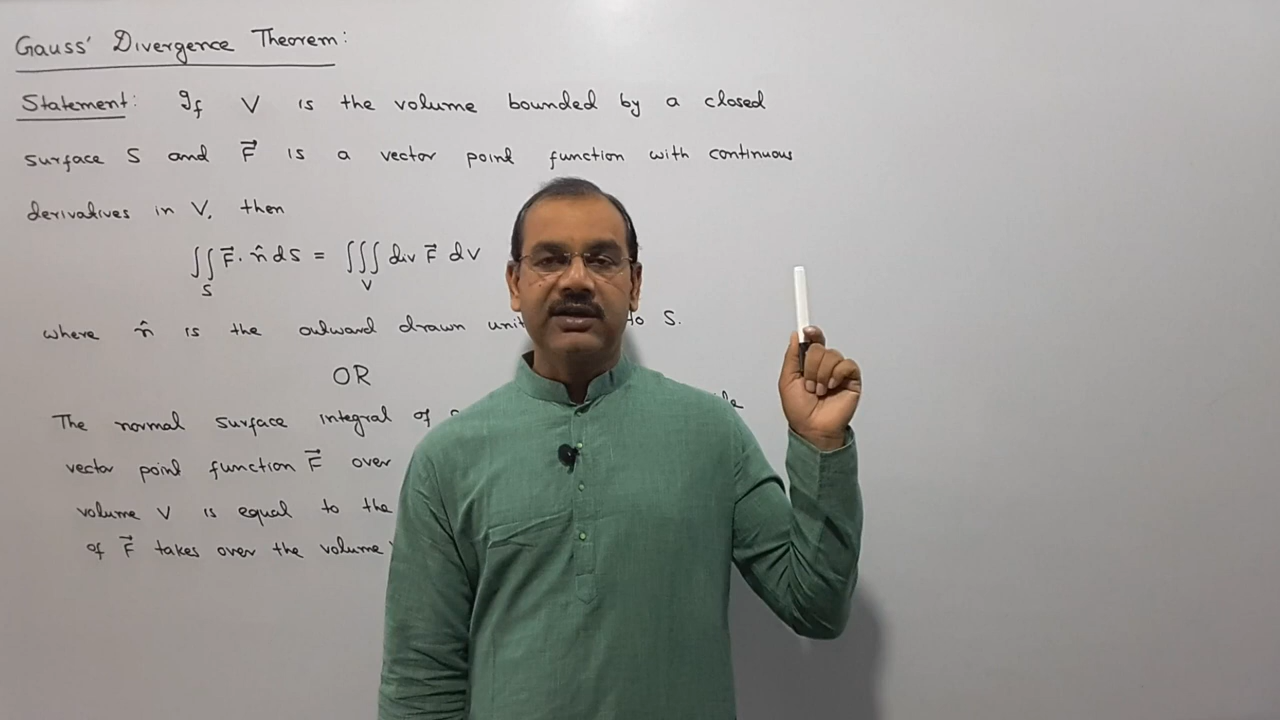 Gauss' Divergence Theorem:
Statement: If V is the volume bounded by a closed
surface S and F⃗ is a vector point function with continuous
derivatives in V, then
∬_S F⃗. n̂ dS = ∭_V div F⃗ dV
where n̂ is the outward drawn unit to S.
OR
The normal surface integral of
vector point function F⃗ over
volume V is equal to the
of F⃗ takes over the volume